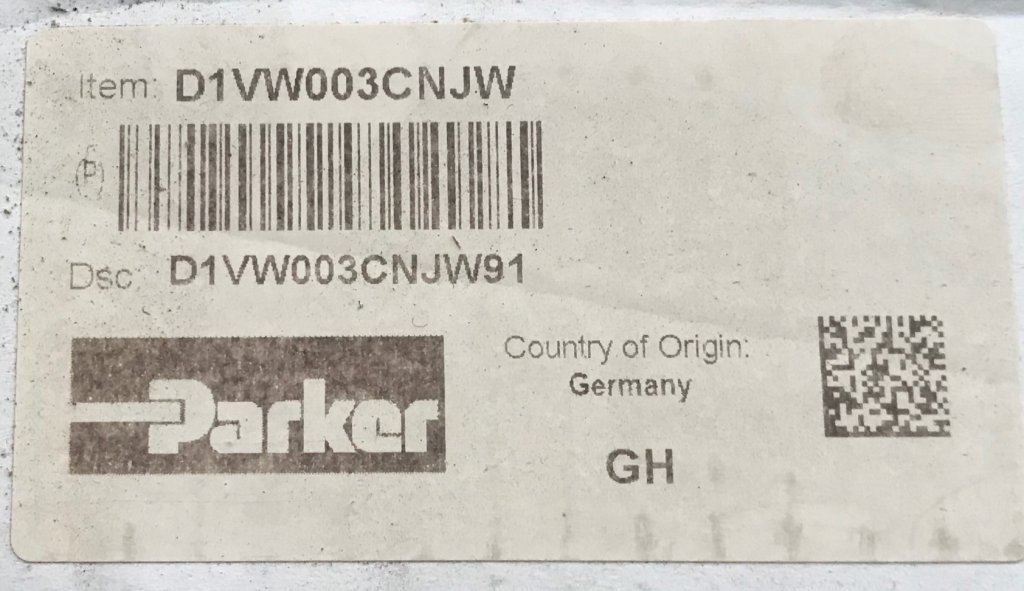 Item: D1VW003CNJW
(P)
Dsc: D1VW003CNJW91
Parker
Country of Origin:
Germany
GH